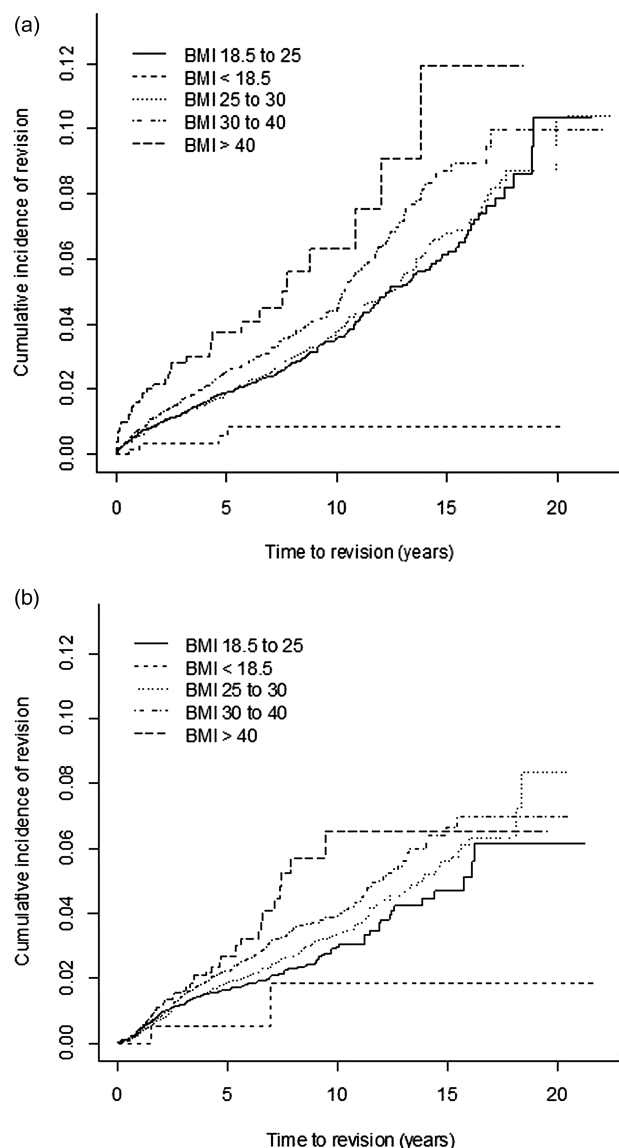 (a)
BMI 18.5 to 25
BMI < 18.5
BMI 25 to 30
BMI 30 to 40
BMI > 40
Cumulative incidence of revision
0.00 0.02 0.04 0.06 0.08 0.10 0.12
0 5 10 15 20
Time to revision (years)
(b)
BMI 18.5 to 25
BMI < 18.5
BMI 25 to 30
BMI 30 to 40
BMI > 40
Cumulative incidence of revision
0.00 0.02 0.04 0.06 0.08 0.10 0.12
0 5 10 15 20
Time to revision (years)